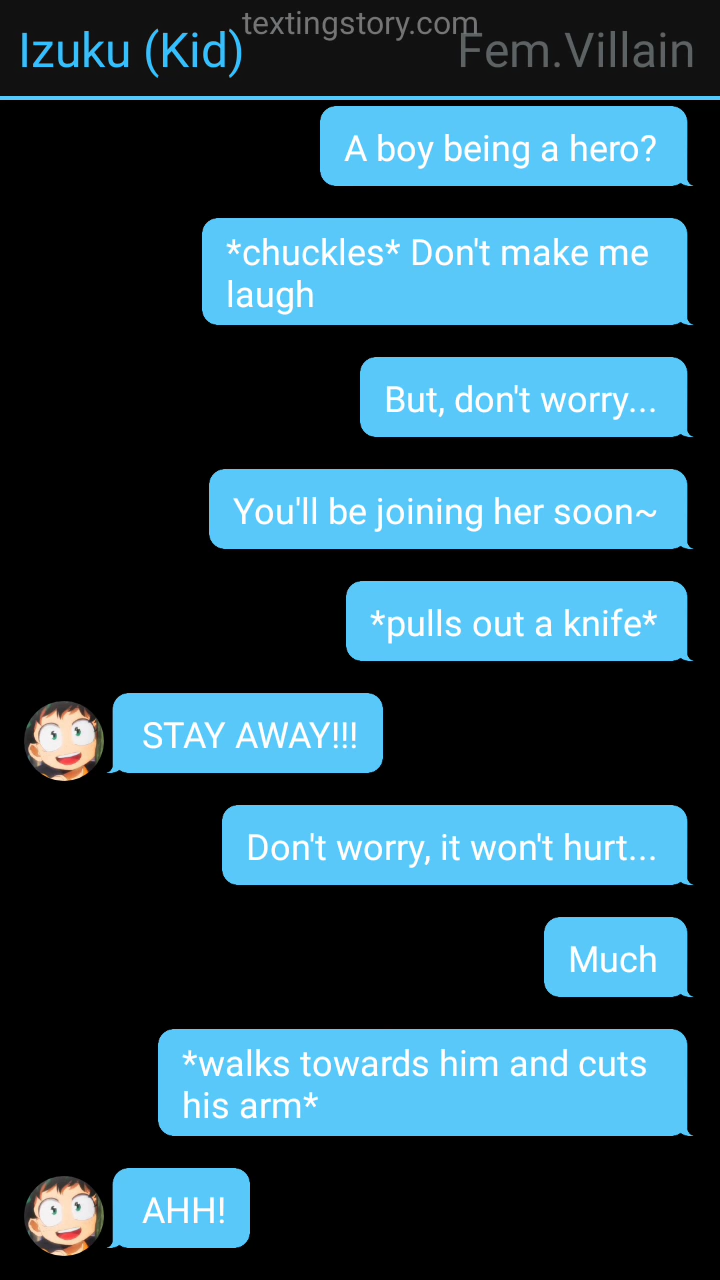 textingstory.com
Izuku (Kid)
Fem.Villain
A boy being a hero?
*chuckles* Don't make me
laugh
But, don't worry...
You'll be joining her soon~
*pulls out a knife*
STAY AWAY!!!
Don't worry, it won't hurt...
Much
*walks towards him and cuts
his arm*
AHH!